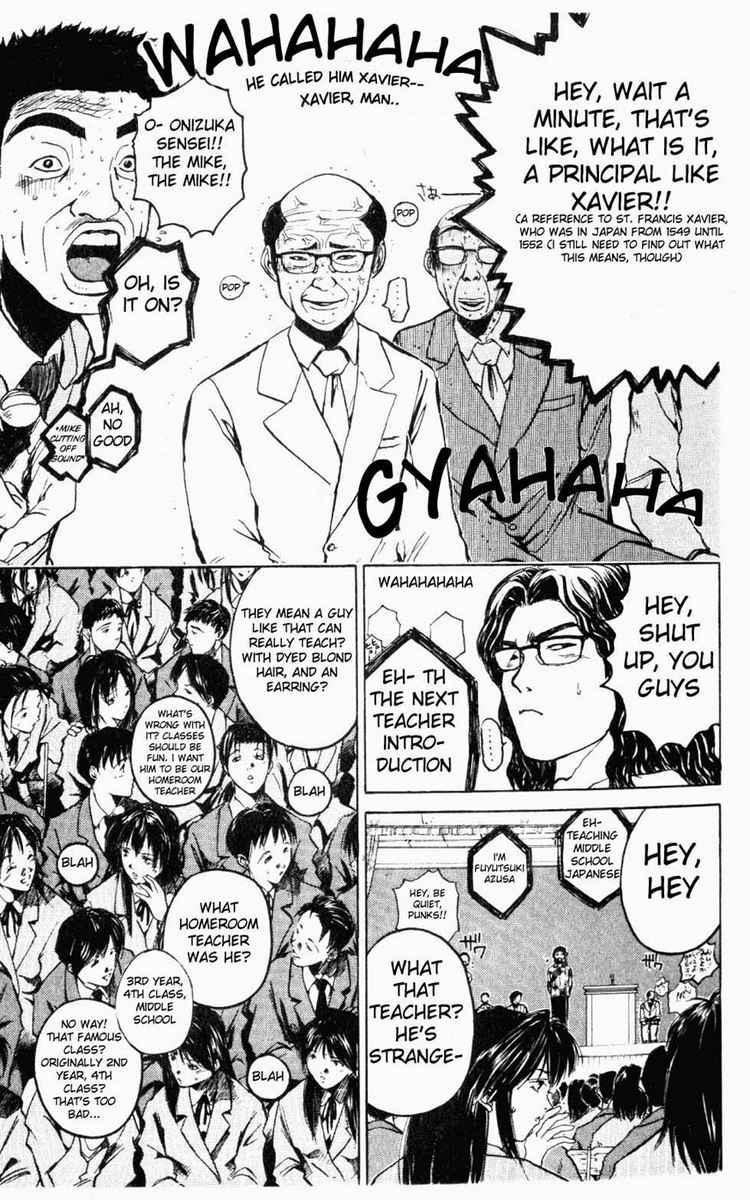 HEY, WAIT A
MINUTE, THAT'S
LIKE, WHAT IS IT,
A PRINCIPAL LIKE
XAVIER!!
(A REFERENCE TO ST. FRANCIS XAVIER,
WHO WAS IN JAPAN FROM 1549 UNTIL
1552 (I STILL NEED TO FIND OUT WHAT
THIS MEANS, THOUGH)
WAHAHAHA
HE CALLED HIM XAVIER--
XAVIER, MAN..
さぁ
POP
POP
O- ONIZUKA
SENSEI!!
THE MIKE,
THE MIKE!!
OH, IS
IT ON?
AH,
NO
GOOD
*MIKE
CUTTING
OFF
SOUND*
GYAHAHA
HEY,
SHUT
UP, YOU
GUYS
WAHAHAHAHA
EH- TH
THE NEXT
TEACHER
INTRO-
DUCTION
THEY MEAN A GUY
LIKE THAT CAN
REALLY TEACH?
WITH DYED BLOND
HAIR, AND AN
EARRING?
WHAT'S
WRONG WITH
IT? CLASSES
SHOULD BE
FUN. I WANT
HIM TO BE OUR
HOMEROOM
TEACHER
BLAH
BLAH
WHAT
HOMEROOM
TEACHER
WAS HE?
3RD YEAR,
4TH CLASS,
MIDDLE
SCHOOL
NO WAY!
THAT FAMOUS
CLASS?
ORIGINALLY 2ND
YEAR, 4TH
CLASS?
THAT'S TOO
BAD...
BLAH
HEY,
HEY
EH-
TEACHING
MIDDLE
SCHOOL
JAPANESE
I'M
FUYUTSUKI
AZUSA
HEY, BE
QUIET,
PUNKS!!
WHAT
THAT
TEACHER?
HE'S
STRANGE-